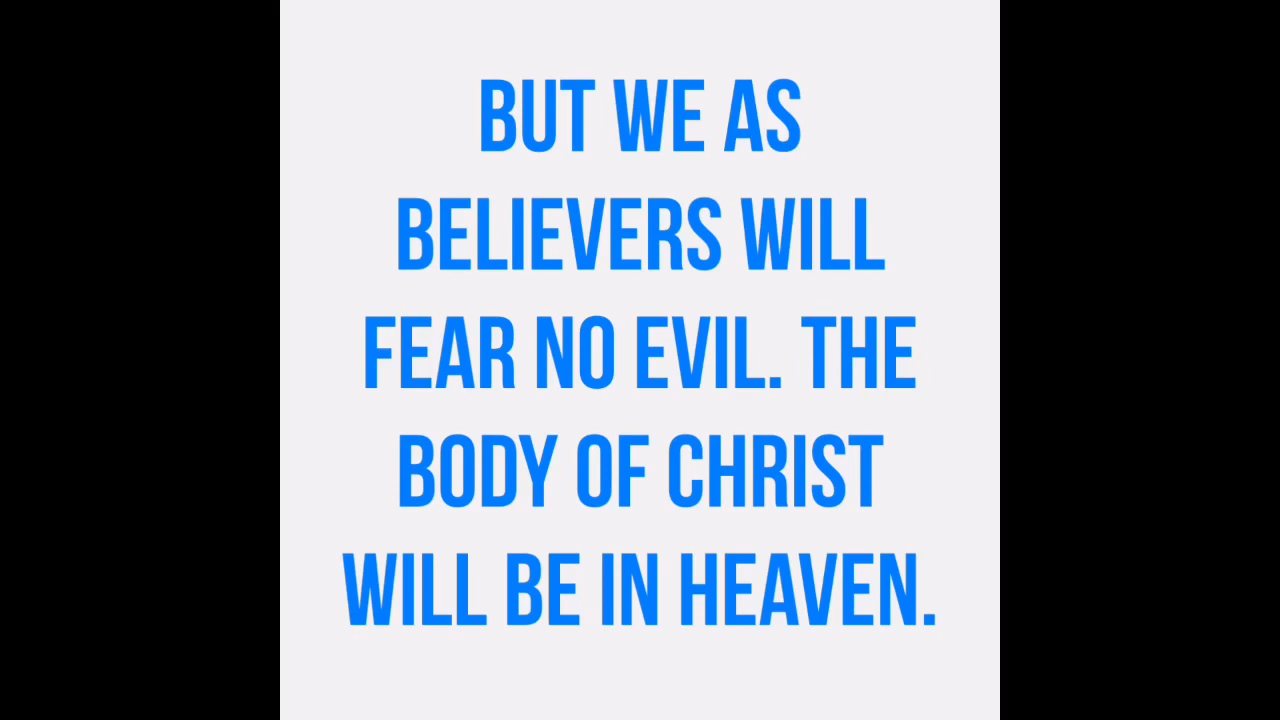 BUT WE AS
BELIEVERS WILL
FEAR NO EVIL. THE
BODY OF CHRIST
WILL BE IN HEAVEN.